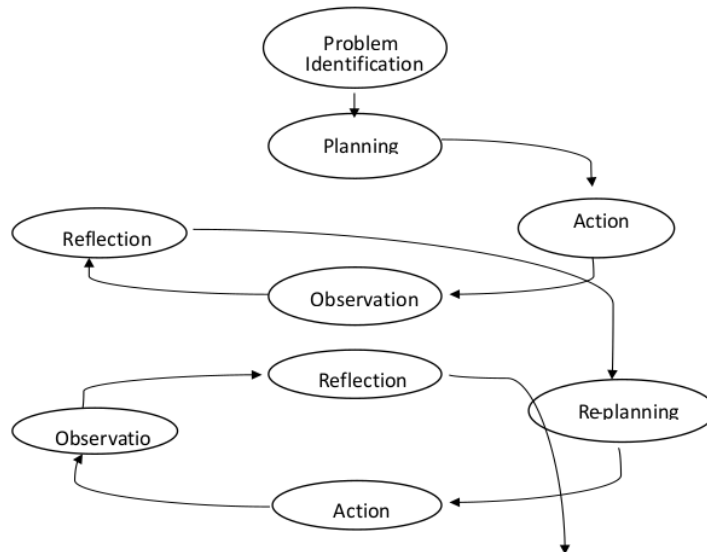 Problem
Identification
Planning
Action
Reflection
Observation
Reflection
Re-planning
Observatio
Action